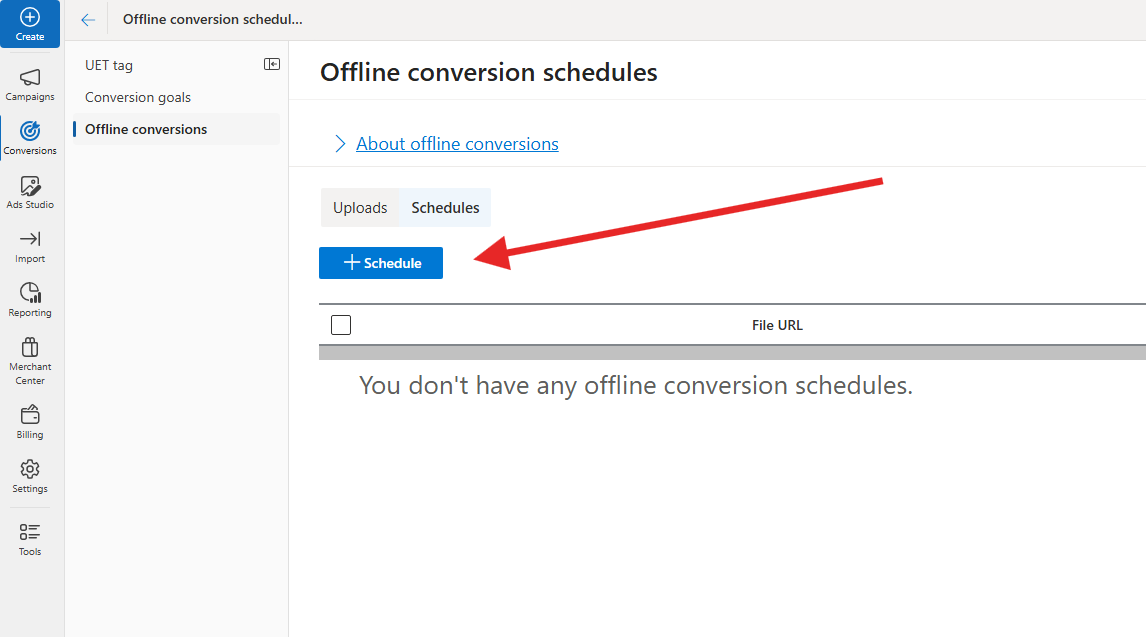 Create
Campaigns
Conversions
Ads Studio
Import
Reporting
Merchant
Center
Billing
Settings
Tools
Offline conversion schedul...
UET tag
Conversion goals
Offline conversions
Offline conversion schedules
About offline conversions
Uploads Schedules
Schedule
File URL
You don't have any offline conversion schedules.